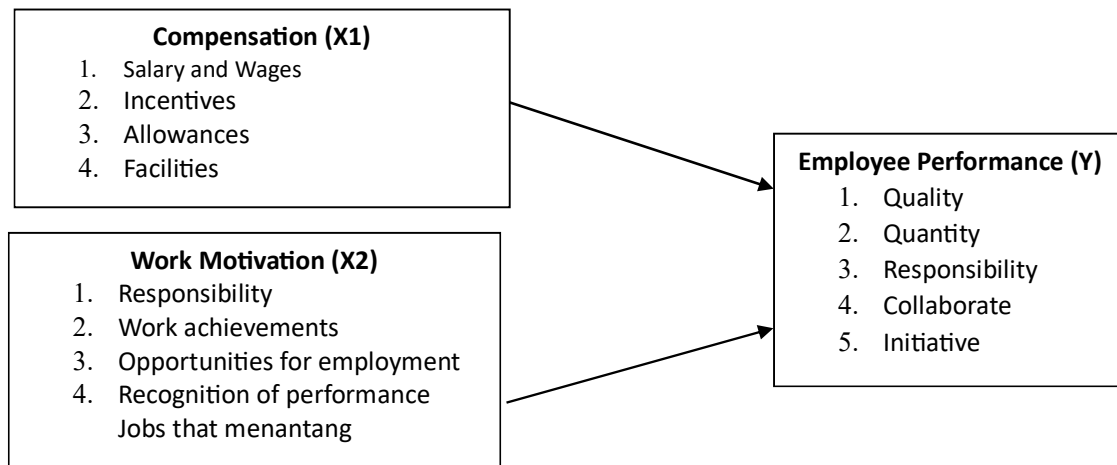 Compensation (X1)
1. Salary and Wages
2. Incentives
3. Allowances
4. Facilities
Work Motivation (X2)
1. Responsibility
2. Work achievements
3. Opportunities for employment
4. Recognition of performance
Jobs that menantang
Employee Performance (Y)
1. Quality
2. Quantity
3. Responsibility
4. Collaborate
5. Initiative